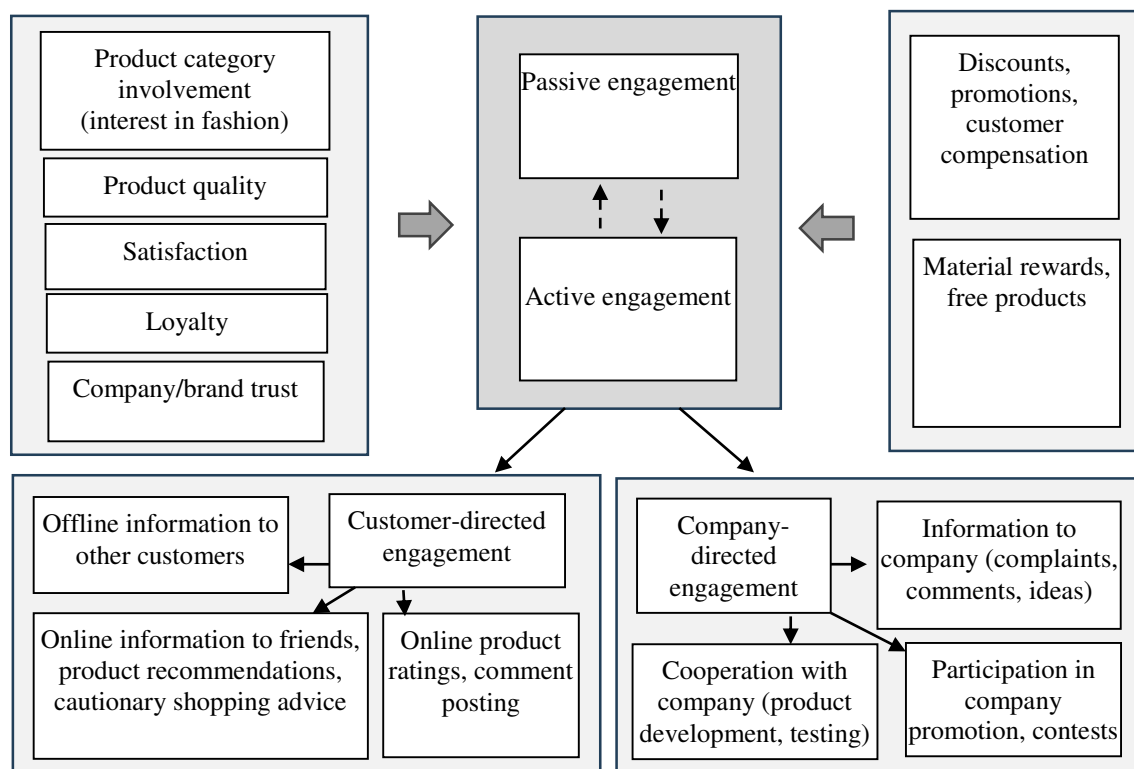 Product category
involvement
(interest in fashion)
Product quality
Satisfaction
Loyalty
Company/brand trust
Passive engagement
Active engagement
Discounts,
promotions,
customer
compensation
Material rewards,
free products
Offline information to
other customers
Customer-directed
engagement
Online information to friends,
product recommendations,
cautionary shopping advice
Online product
ratings, comment
posting
Company-
directed
engagement
Information to
company (complaints,
comments, ideas)
Cooperation with
company (product
development, testing)
Participation in
company
promotion, contests